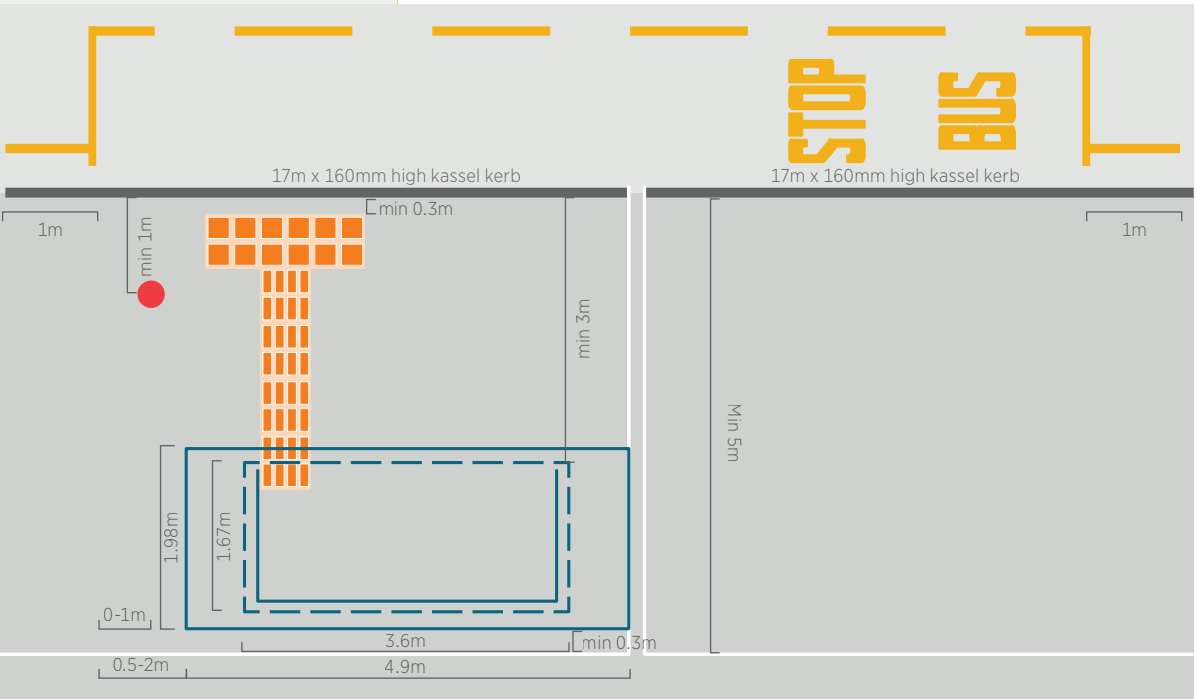 STOP
BUS
17m x 160mm high kassel kerb
17m x 160mm high kassel kerb
min 0.3m
1m
min 1m
1m
min 3m
Min 5m
1.98m
1.67m
0-1m
3.6m
min 0.3m
0.5-2m
4.9m